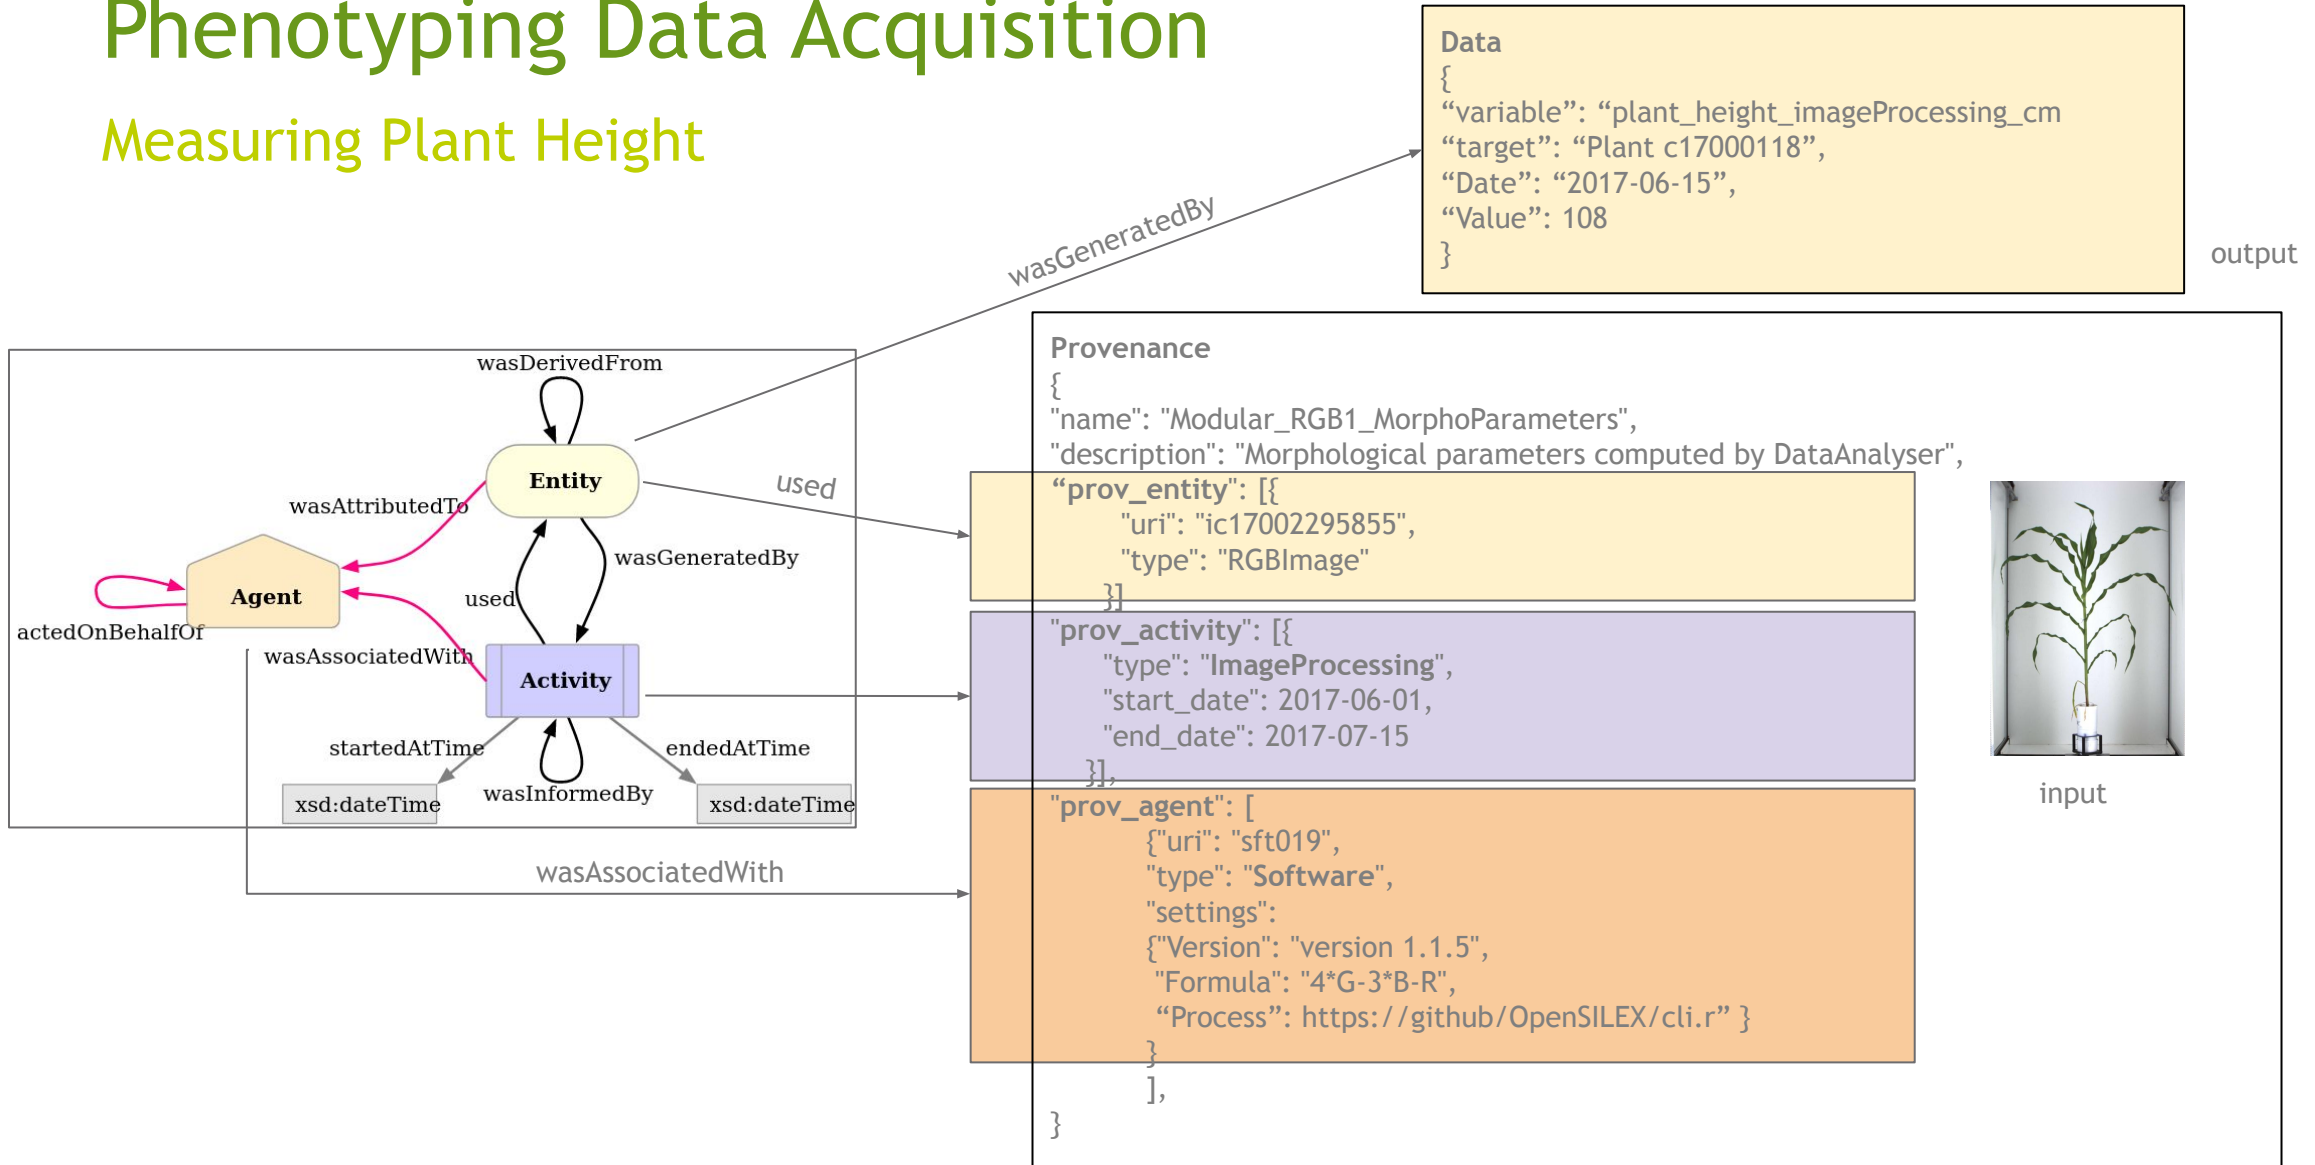 Phenotyping Data Acquisition
Measuring Plant Height
Data
{
“variable”: “plant_height_imageProcessing_cm
“target”: “Plant c17000118”,
“Date”: “2017-06-15”,
“Value”: 108
}
output
wasGeneratedBy
used
wasAssociatedWith
wasDerivedFrom
Entity
wasAttributedTo
wasGeneratedBy
Agent
used
actedOnBehalfOf
wasAssociatedWith
Activity
startedAtTime
endedAtTime
wasInformedBy
xsd:dateTime
xsd:dateTime
Provenance
{
"name": "Modular_RGB1_MorphoParameters",
"description": "Morphological parameters computed by DataAnalyser",
“prov_entity": [{
"uri": "ic17002295855",
"type": "RGBImage"
}]
"prov_activity": [{
"type": "ImageProcessing",
"start_date": 2017-06-01,
"end_date": 2017-07-15
}],
"prov_agent": [
{"uri": "sft019",
"type": "Software",
"settings":
{"Version": "version 1.1.5",
"Formula": "4*G-3*B-R",
“Process”: https://github/OpenSILEX/cli.r” }
}
],
}
input